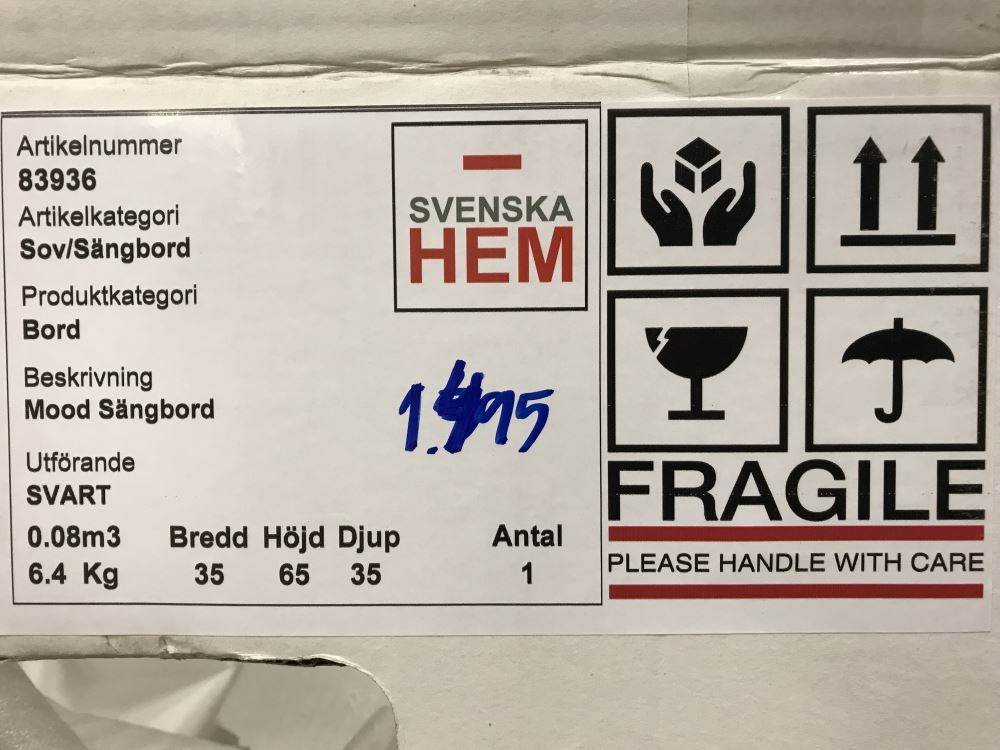 Artikelnummer
83936
Artikelkategori
Sov/Sängbord
Produktkategori
Bord
Beskrivning
Mood Sängbord
Utförande
SVART
0.08m3 Bredd Höjd Djup Antal
6.4 Kg 35 65 35 1
SVENSKA
HEM
FRAGILE
PLEASE HANDLE WITH CARE